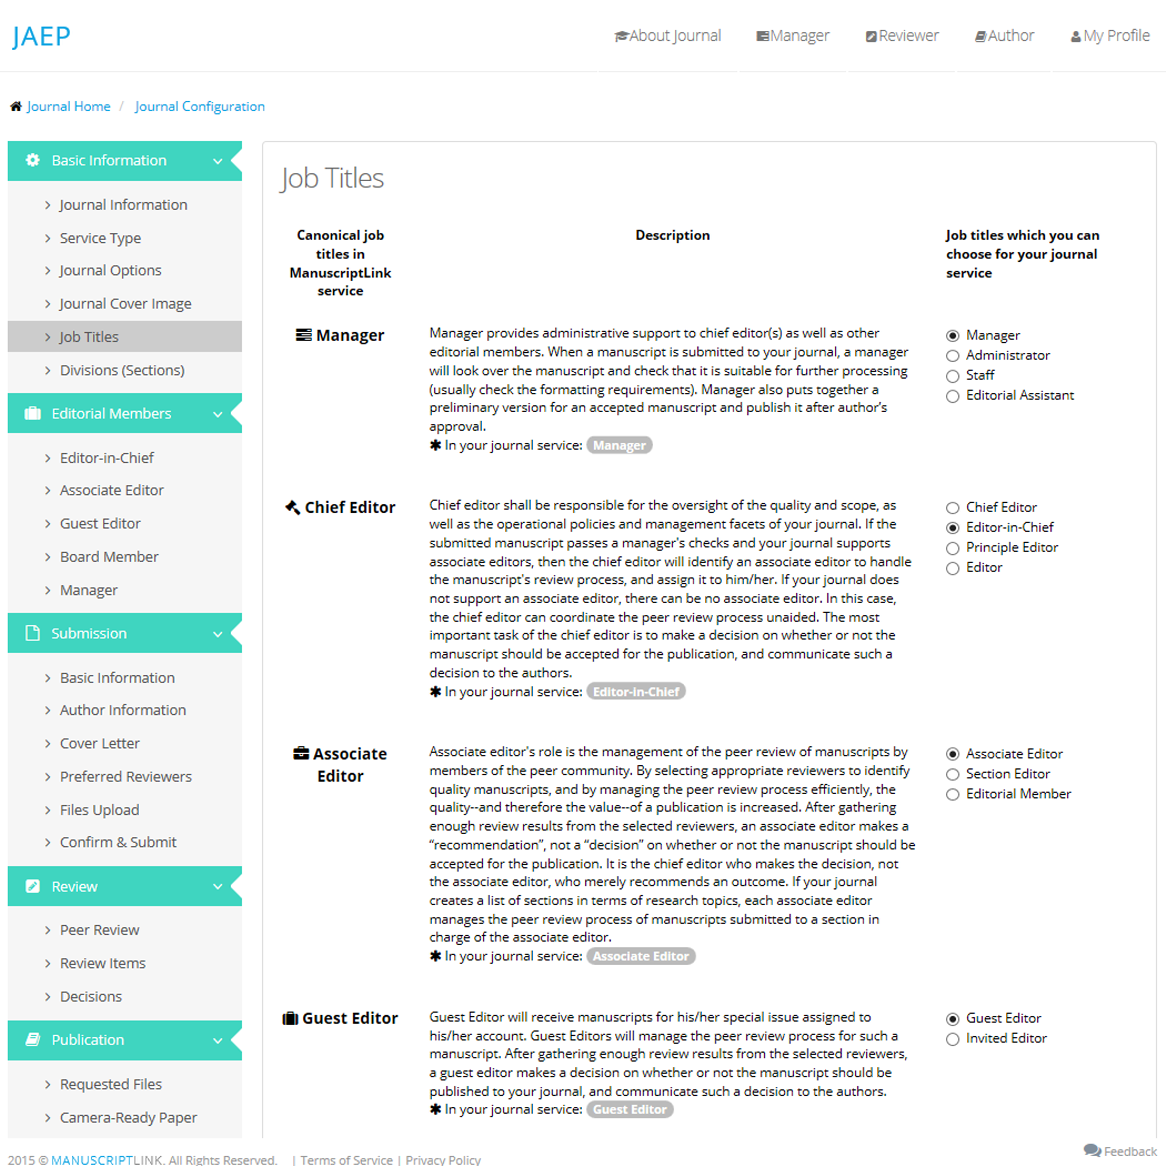 JAEP
About Journal Manager Reviewer Author My Profile
Journal Home / Journal Configuration
Basic Information
Journal Information
Service Type
Journal Options
Journal Cover Image
Job Titles
Divisions (Sections)
Editorial Members
Editor-in-Chief
Associate Editor
Guest Editor
Board Member
Manager
Submission
Basic Information
Author Information
Cover Letter
Preferred Reviewers
Files Upload
Confirm & Submit
Review
Peer Review
Review Items
Decisions
Publication
Requested Files
Camera-Ready Paper
Job Titles
Canonical job
titles in
ManuscriptLink
service
Description
Job titles which you can
choose for your journal
service
Manager
Manager provides administrative support to chief editor(s) as well as other
editorial members. When a manuscript is submitted to your journal, a manager
will look over the manuscript and check that it is suitable for further processing
(usually check the formatting requirements). Manager also puts together a
preliminary version for an accepted manuscript and publish it after author's
approval.
✱ In your journal service: Manager
Manager
Administrator
Staff
Editorial Assistant
Chief Editor
Chief editor shall be responsible for the oversight of the quality and scope, as
well as the operational policies and management facets of your journal. If the
submitted manuscript passes a manager's checks and your journal supports
associate editors, then the chief editor will identify an associate editor to handle
the manuscript's review process, and assign it to him/her. If your journal does
not support an associate editor, there can be no associate editor. In this case,
the chief editor can coordinate the peer review process unaided. The most
important task of the chief editor is to make a decision on whether or not the
manuscript should be accepted for the publication, and communicate such a
decision to the authors.
✱ In your journal service: Editor-in-Chief
Chief Editor
Editor-in-Chief
Principle Editor
Editor
Associate
Editor
Associate editor's role is the management of the peer review of manuscripts by
members of the peer community. By selecting appropriate reviewers to identify
quality manuscripts, and by managing the peer review process efficiently, the
quality--and therefore the value--of a publication is increased. After gathering
enough review results from the selected reviewers, an associate editor makes a
“recommendation”, not a “decision” on whether or not the manuscript should be
accepted for the publication. It is the chief editor who makes the decision, not
the associate editor, who merely recommends an outcome. If your journal
creates a list of sections in terms of research topics, each associate editor
manages the peer review process of manuscripts submitted to a section in
charge of the associate editor.
✱ In your journal service: Associate Editor
Associate Editor
Section Editor
Editorial Member
Guest Editor
Guest Editor will receive manuscripts for his/her special issue assigned to
his/her account. Guest Editors will manage the peer review process for such a
manuscript. After gathering enough review results from the selected reviewers,
a guest editor makes a decision on whether or not the manuscript should be
published to your journal, and communicate such a decision to the authors.
✱ In your journal service: Guest Editor
Guest Editor
Invited Editor
2015 © MANUSCRIPTLINK. All Rights Reserved. | Terms of Service | Privacy Policy
Feedback